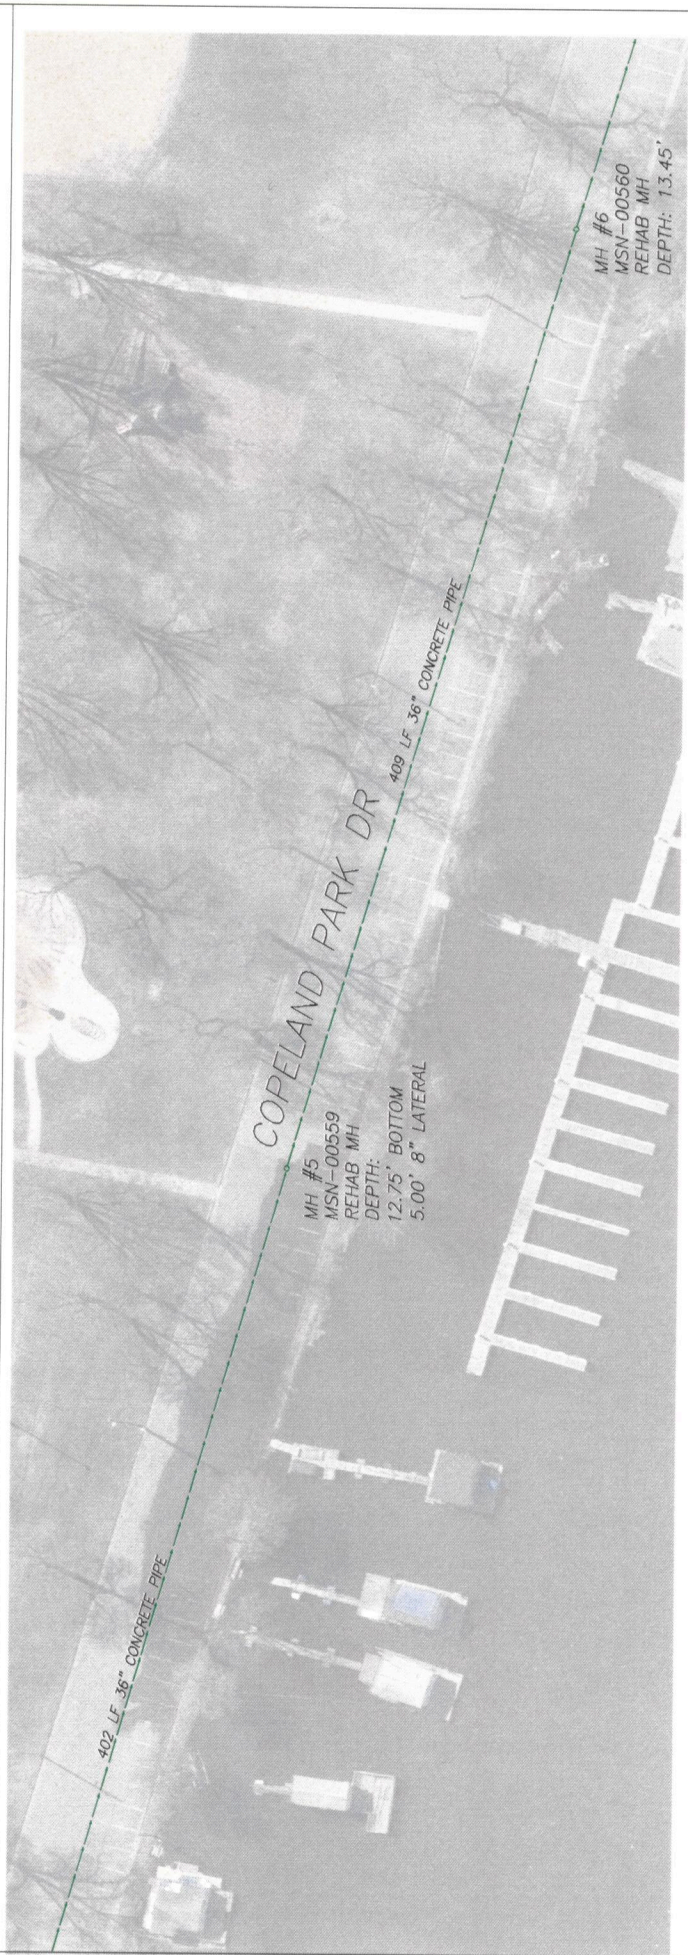 402 LF 36" CONCRETE PIPE
MH #5
MSN-00559
REHAB MH
DEPTH:
12.75' BOTTOM
5.00' 8" LATERAL
COPELAND PARK DR
409 LF 36" CONCRETE PIPE
MH #6
MSN-00560
REHAB MH
DEPTH: 13.45'